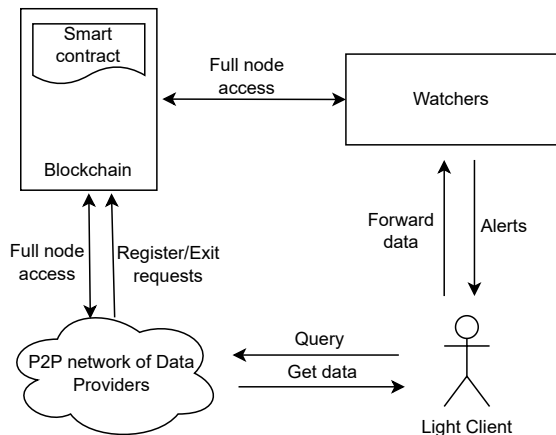 Smart
contract
Blockchain
Full node
access
Watchers
Full node
access
Register/Exit
requests
Forward
data
Alerts
P2P network of Data
Providers
Query
Get data
Light Client